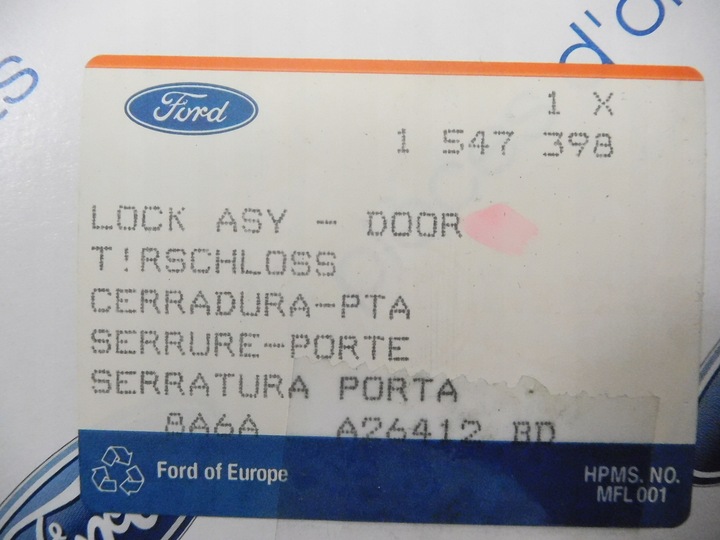 Ford
1 X
1 547 398
LOCK ASY - DOOR
T!RSCHLOSS
CERRADURA-PTA
SERRURE-PORTE
SERRATURA PORTA
8A6A A26412 BD
Ford of Europe
HPMS. NO.
MFL 001
d'or